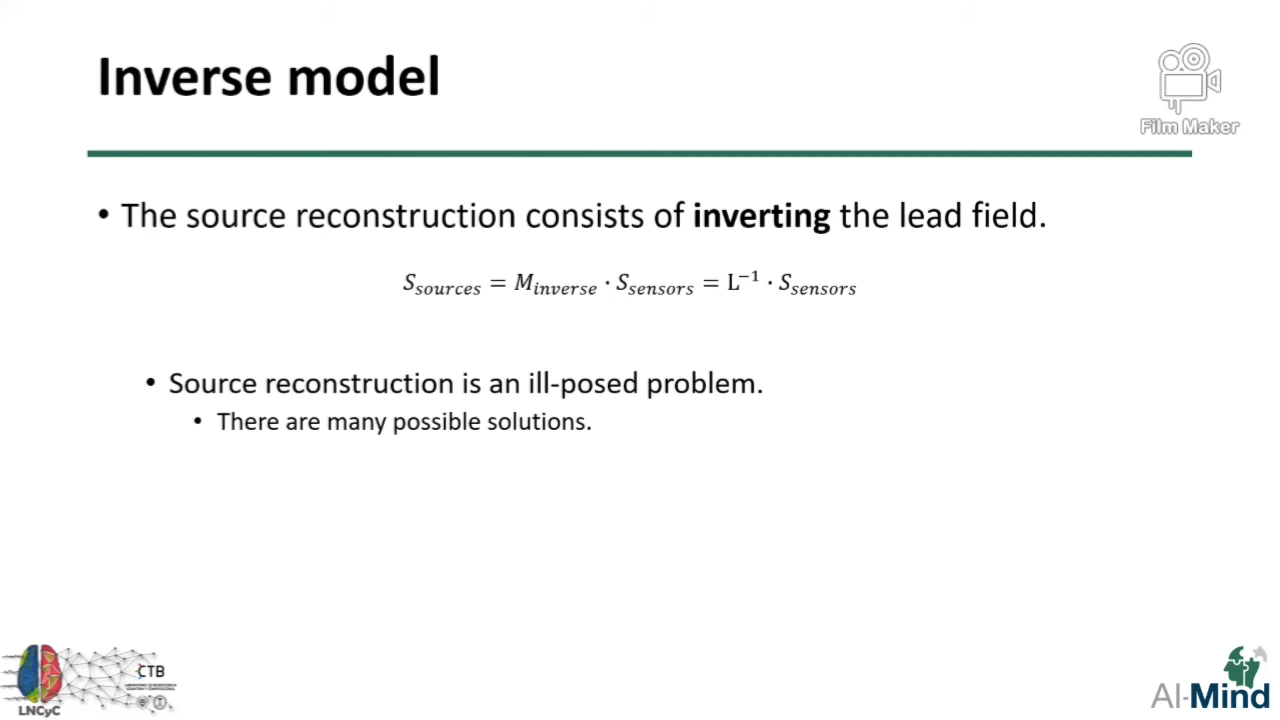 Inverse model
Film Maker
• The source reconstruction consists of inverting the lead field.
S_sources = M_inverse · S_sensors = L⁻¹ · S_sensors
• Source reconstruction is an ill-posed problem.
• There are many possible solutions.
CTB
LNCyC
AI-Mind